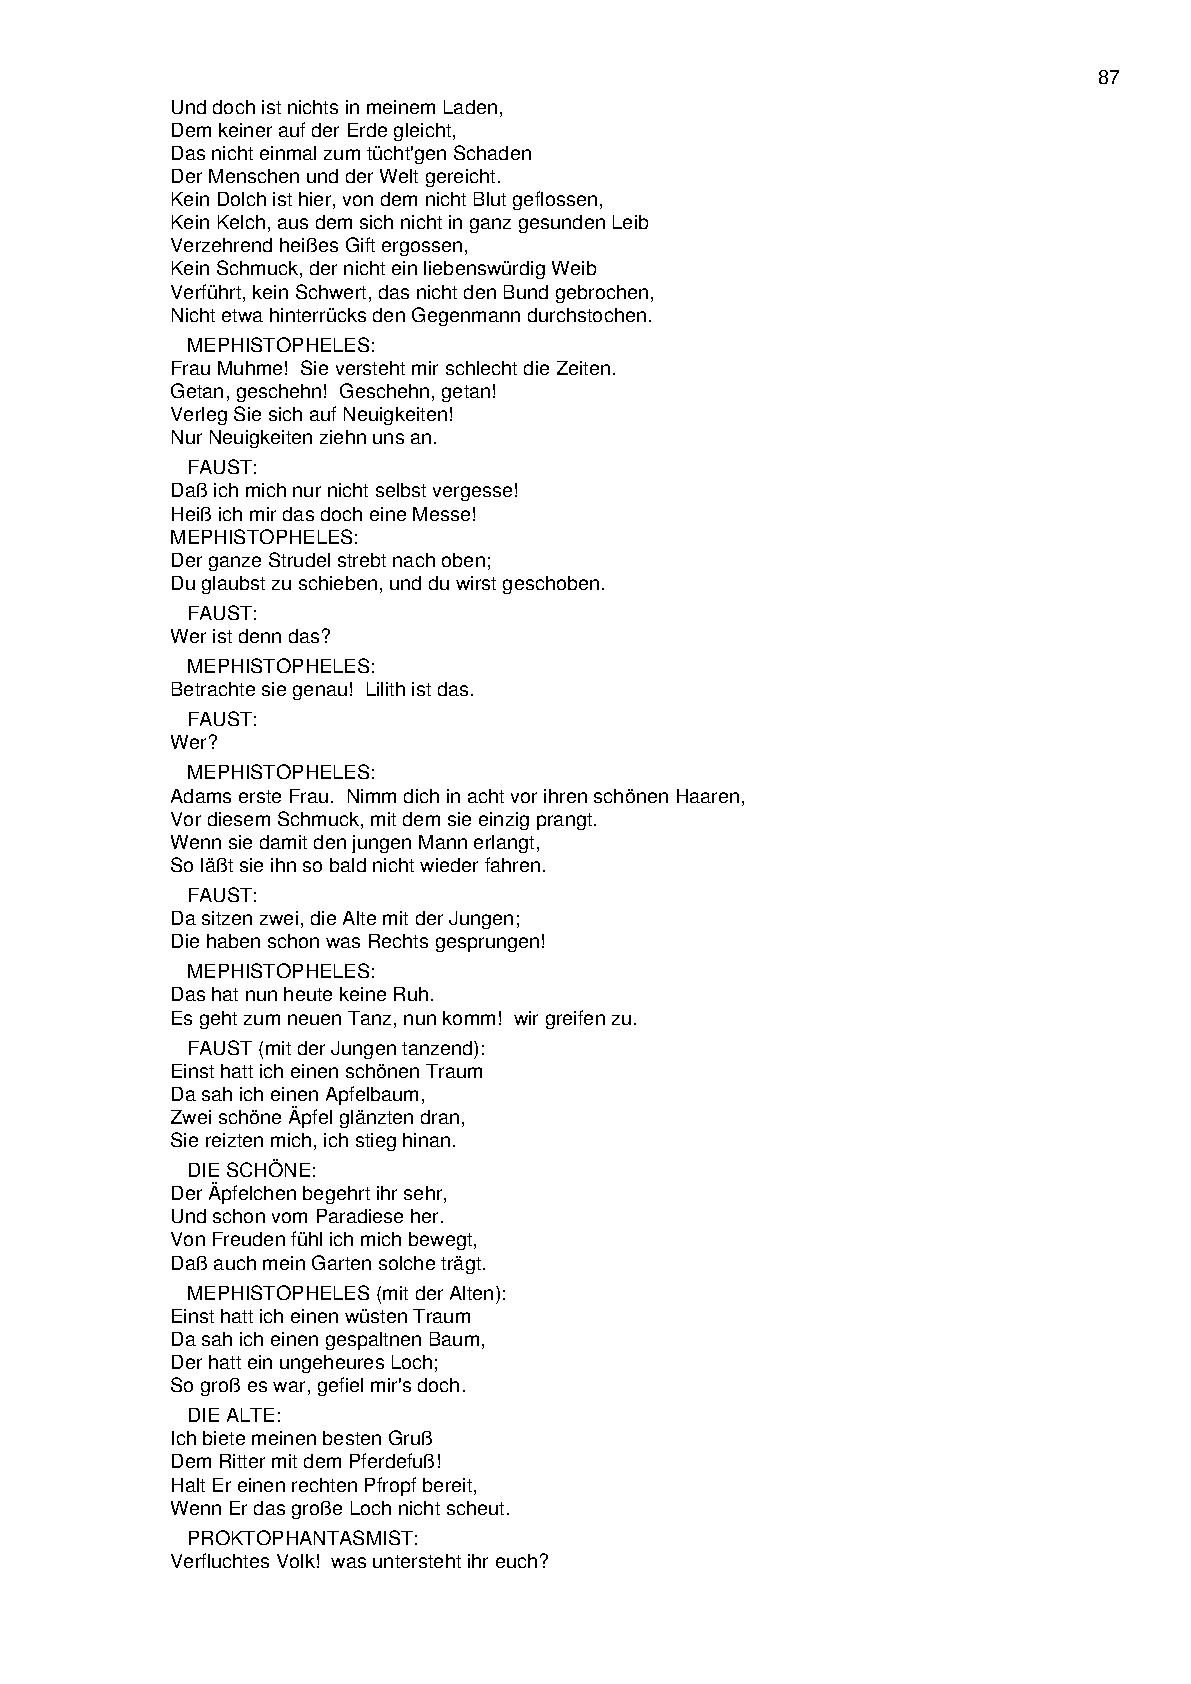 87
Und doch ist nichts in meinem Laden,
Dem keiner auf der Erde gleicht,
Das nicht einmal zum tücht'gen Schaden
Der Menschen und der Welt gereicht.
Kein Dolch ist hier, von dem nicht Blut geflossen,
Kein Kelch, aus dem sich nicht in ganz gesunden Leib
Verzehrend heißes Gift ergossen,
Kein Schmuck, der nicht ein liebenswürdig Weib
Verführt, kein Schwert, das nicht den Bund gebrochen,
Nicht etwa hinterrücks den Gegenmann durchstochen.
MEPHISTOPHELES:
Frau Muhme!  Sie versteht mir schlecht die Zeiten.
Getan, geschehn!  Geschehn, getan!
Verleg Sie sich auf Neuigkeiten!
Nur Neuigkeiten ziehn uns an.
FAUST:
Daß ich mich nur nicht selbst vergesse!
Heiß ich mir das doch eine Messe!
MEPHISTOPHELES:
Der ganze Strudel strebt nach oben;
Du glaubst zu schieben, und du wirst geschoben.
FAUST:
Wer ist denn das?
MEPHISTOPHELES:
Betrachte sie genau!  Lilith ist das.
FAUST:
Wer?
MEPHISTOPHELES:
Adams erste Frau.  Nimm dich in acht vor ihren schönen Haaren,
Vor diesem Schmuck, mit dem sie einzig prangt.
Wenn sie damit den jungen Mann erlangt,
So läßt sie ihn so bald nicht wieder fahren.
FAUST:
Da sitzen zwei, die Alte mit der Jungen;
Die haben schon was Rechts gesprungen!
MEPHISTOPHELES:
Das hat nun heute keine Ruh.
Es geht zum neuen Tanz, nun komm!  wir greifen zu.
FAUST (mit der Jungen tanzend):
Einst hatt ich einen schönen Traum
Da sah ich einen Apfelbaum,
Zwei schöne Äpfel glänzten dran,
Sie reizten mich, ich stieg hinan.
DIE SCHÖNE:
Der Äpfelchen begehrt ihr sehr,
Und schon vom Paradiese her.
Von Freuden fühl ich mich bewegt,
Daß auch mein Garten solche trägt.
MEPHISTOPHELES (mit der Alten):
Einst hatt ich einen wüsten Traum
Da sah ich einen gespaltnen Baum,
Der hatt ein ungeheures Loch;
So groß es war, gefiel mir's doch.
DIE ALTE:
Ich biete meinen besten Gruß
Dem Ritter mit dem Pferdefuß!
Halt Er einen rechten Pfropf bereit,
Wenn Er das große Loch nicht scheut.
PROKTOPHANTASMIST:
Verfluchtes Volk!  was untersteht ihr euch?